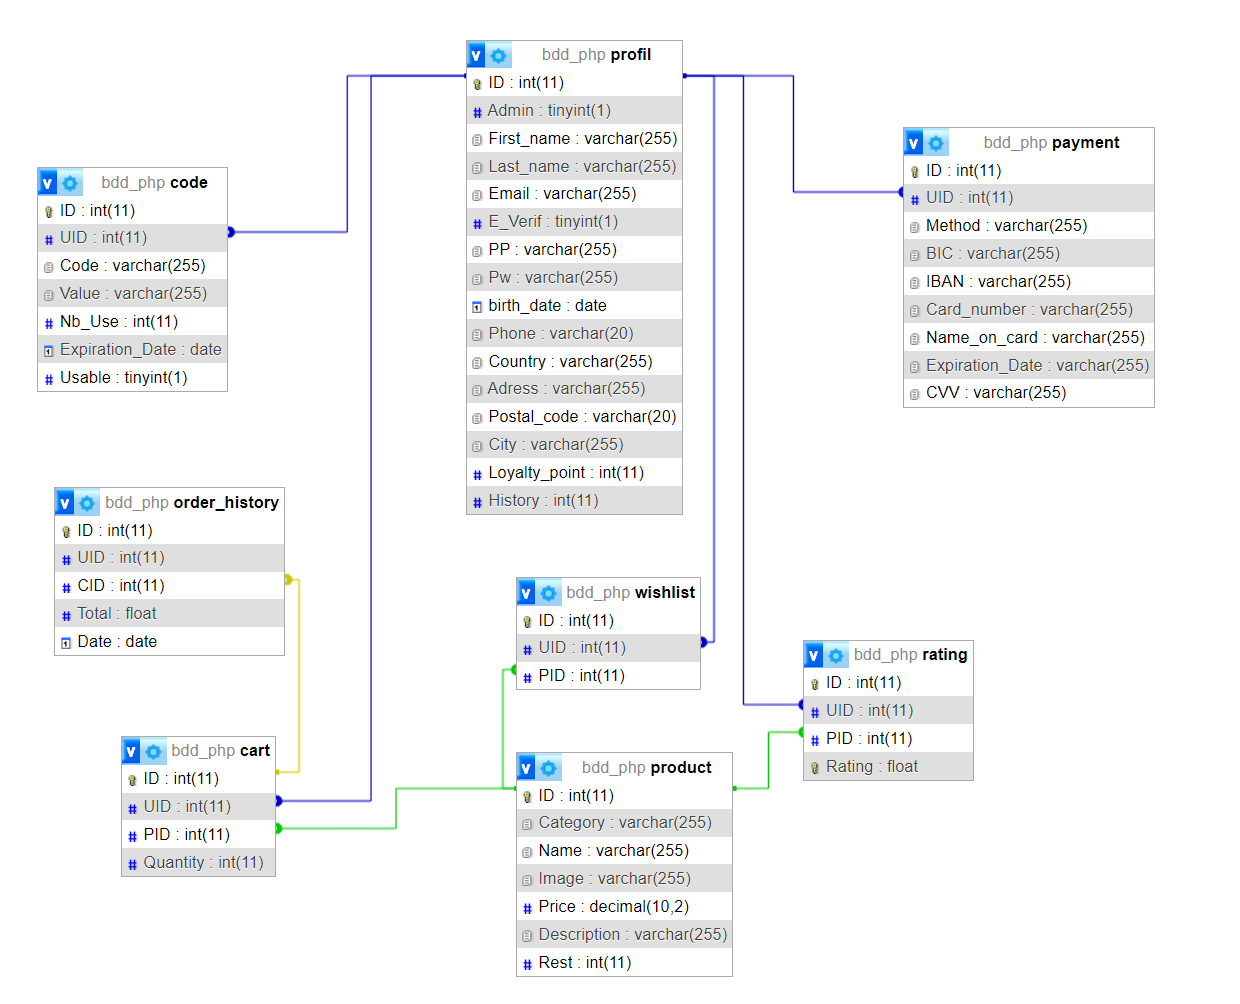 v bdd_php profil
ID : int(11)
# Admin : tinyint(1)
First_name : varchar(255)
Last_name : varchar(255)
Email : varchar(255)
# E_Verif : tinyint(1)
PP : varchar(255)
Pw : varchar(255)
birth_date : date
Phone : varchar(20)
Country : varchar(255)
Adress : varchar(255)
Postal_code : varchar(20)
City : varchar(255)
# Loyalty_point : int(11)
# History : int(11)
v bdd_php payment
ID : int(11)
# UID : int(11)
Method : varchar(255)
BIC : varchar(255)
IBAN : varchar(255)
Card_number : varchar(255)
Name_on_card : varchar(255)
Expiration_Date : varchar(255)
CVV : varchar(255)
v bdd_php code
ID : int(11)
# UID : int(11)
Code : varchar(255)
Value : varchar(255)
# Nb_Use : int(11)
Expiration_Date : date
# Usable : tinyint(1)
v bdd_php order_history
ID : int(11)
# UID : int(11)
# CID : int(11)
# Total : float
Date : date
v bdd_php wishlist
ID : int(11)
# UID : int(11)
# PID : int(11)
v bdd_php rating
ID : int(11)
# UID : int(11)
# PID : int(11)
Rating : float
v bdd_php cart
ID : int(11)
# UID : int(11)
# PID : int(11)
# Quantity : int(11)
v bdd_php product
ID : int(11)
Category : varchar(255)
Name : varchar(255)
Image : varchar(255)
# Price : decimal(10,2)
Description : varchar(255)
# Rest : int(11)